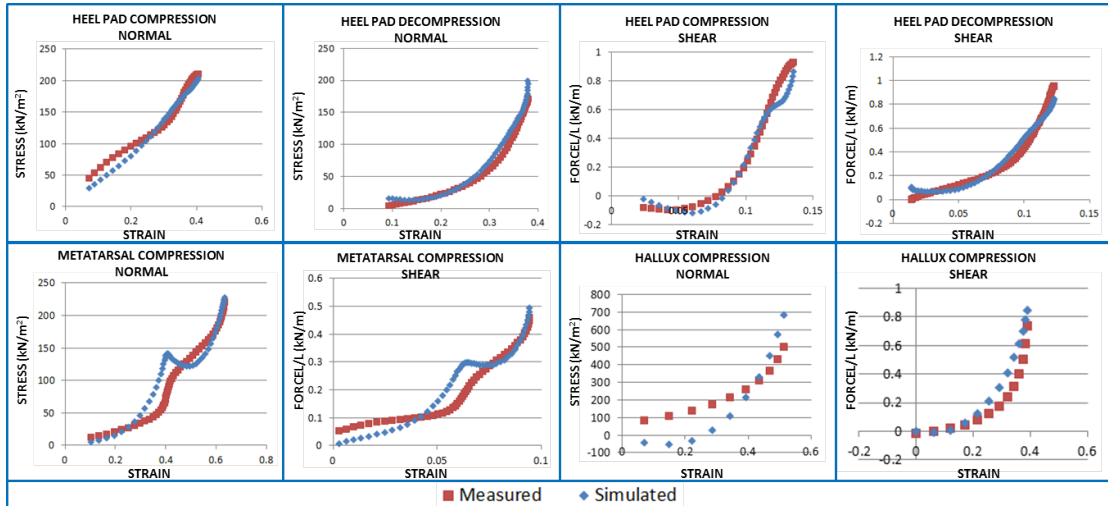 HEEL PAD COMPRESSION
NORMAL
STRESS (kN/m²)
250
200
150
100
50
0
0
0.2
0.4
0.6
STRAIN
HEEL PAD DECOMPRESSION
NORMAL
STRESS (kN/m²)
250
200
150
100
50
0
0
0.1
0.2
0.3
0.4
STRAIN
HEEL PAD COMPRESSION
SHEAR
FORCEL/L (kN/m)
1
0.8
0.6
0.4
0.2
0
-0.2
0
0.05
0.1
0.15
STRAIN
HEEL PAD DECOMPRESSION
SHEAR
FORCEL/L (kN/m)
1.2
1
0.8
0.6
0.4
0.2
0
-0.2
0
0.05
0.1
0.15
STRAIN
METATARSAL COMPRESSION
NORMAL
STRESS (kN/m²)
250
200
150
100
50
0
0
0.2
0.4
0.6
0.8
STRAIN
METATARSAL COMPRESSION
SHEAR
FORCEL/L (kN/m)
0.6
0.5
0.4
0.3
0.2
0.1
0
0
0.05
0.1
STRAIN
HALLUX COMPRESSION
NORMAL
STRESS (kN/m²)
800
700
600
500
400
300
200
100
0
-100
0
0.2
0.4
0.6
STRAIN
HALLUX COMPRESSION
SHEAR
FORCEL/L (kN/m)
1
0.8
0.6
0.4
0.2
0
-0.2
-0.2
0
0.2
0.4
0.6
STRAIN
Measured
Simulated